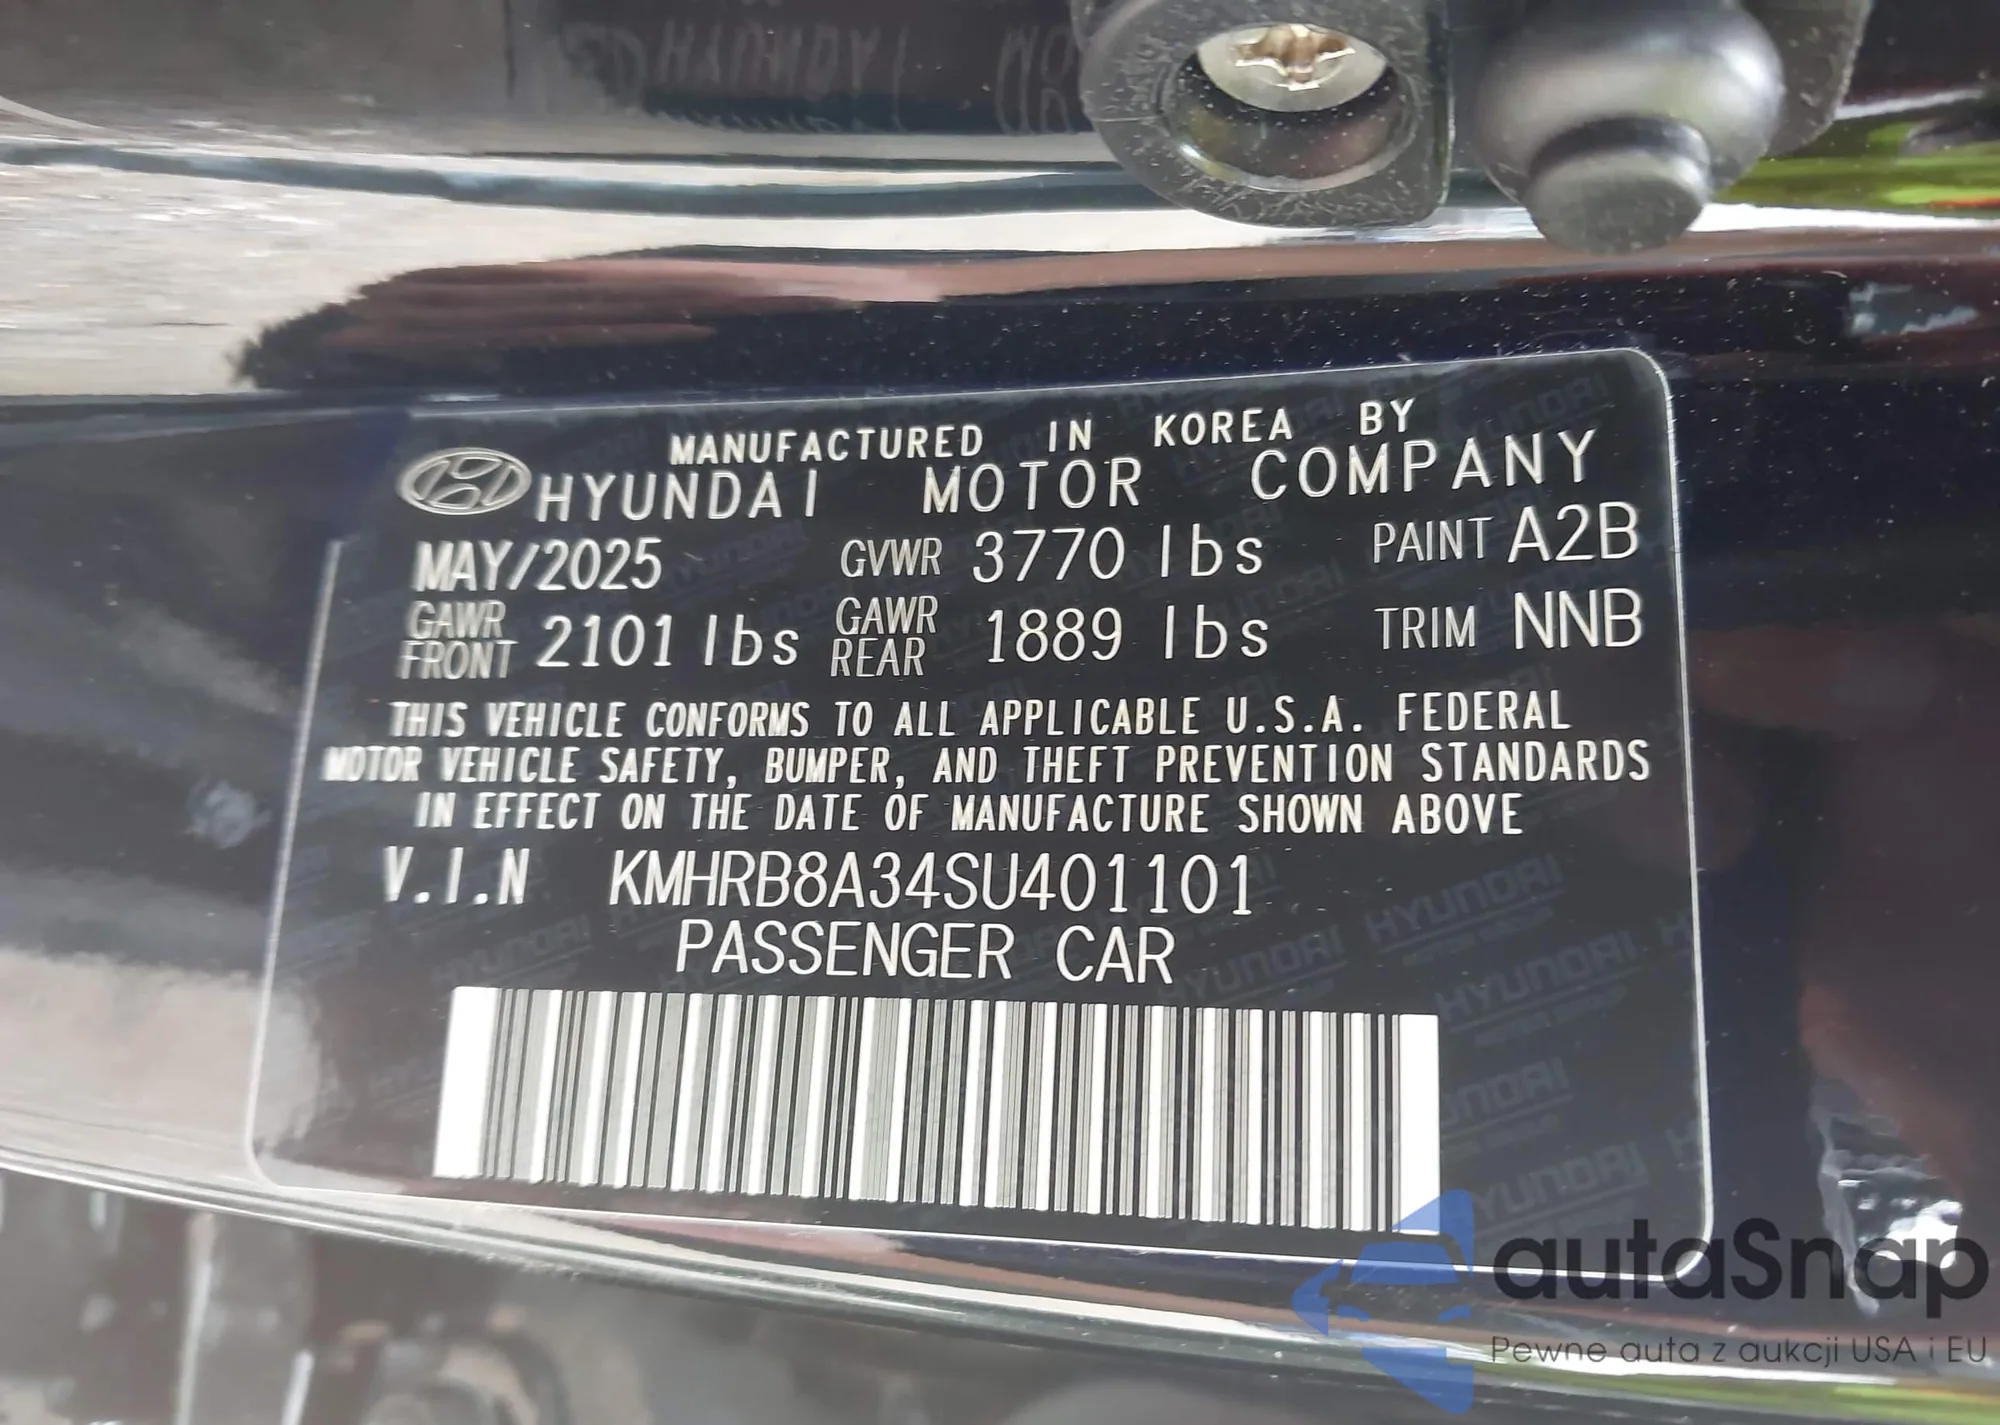 MANUFACTURED IN KOREA BY
HYUNDAI MOTOR COMPANY
MAY/2025 GVWR 3770 lbs PAINT A2B
GAWR FRONT 2101 lbs GAWR REAR 1889 lbs TRIM NNB
THIS VEHICLE CONFORMS TO ALL APPLICABLE U.S.A. FEDERAL
MOTOR VEHICLE SAFETY, BUMPER, AND THEFT PREVENTION STANDARDS
IN EFFECT ON THE DATE OF MANUFACTURE SHOWN ABOVE
V.I.N KMHRB8A34SU401101
PASSENGER CAR
autaSnap
Pewne auta z aukcji USA i EU